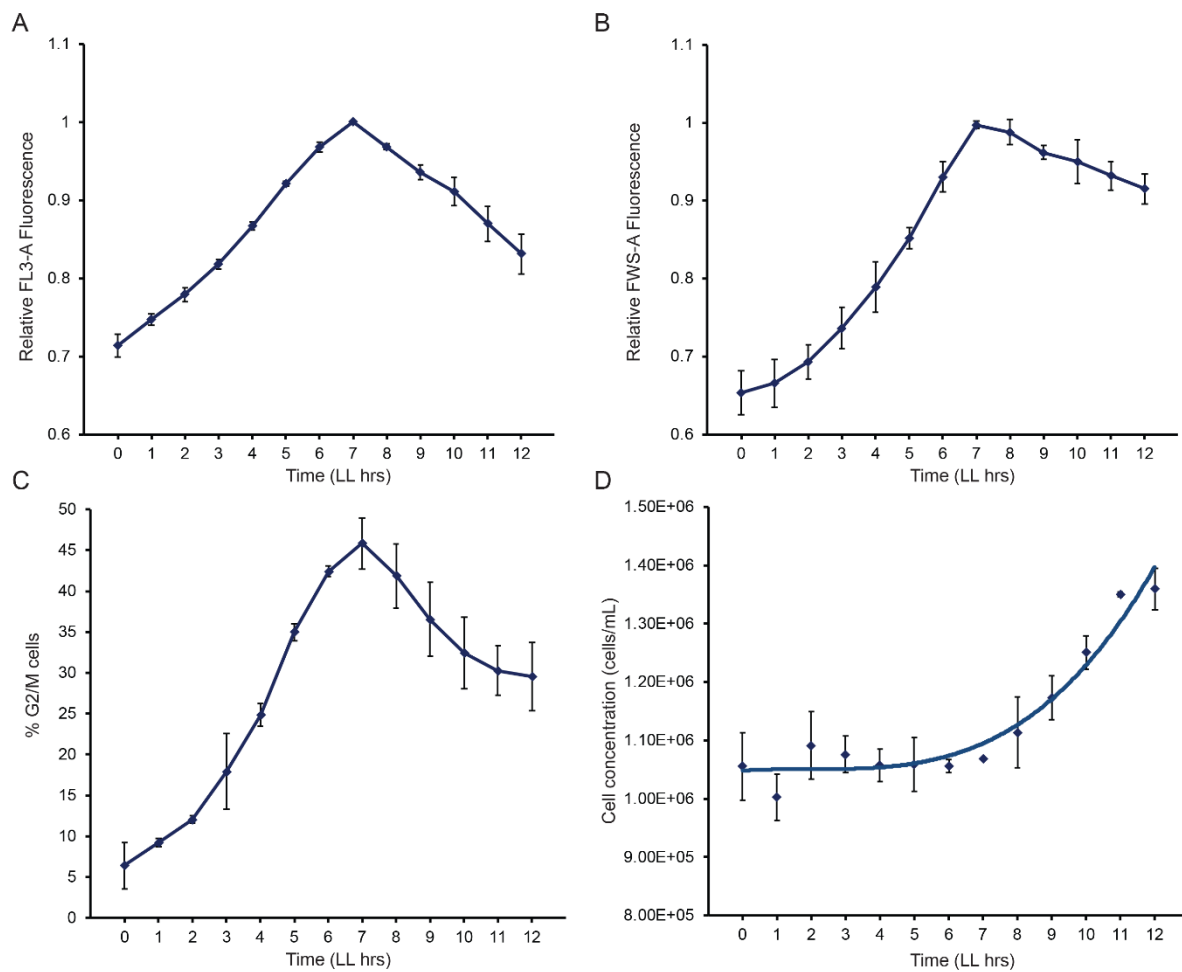 A
Relative FL3-A Fluorescence
1.1
1
0.9
0.8
0.7
0.6
0 1 2 3 4 5 6 7 8 9 10 11 12
Time (LL hrs)
B
Relative FWS-A Fluorescence
1.1
1
0.9
0.8
0.7
0.6
0 1 2 3 4 5 6 7 8 9 10 11 12
Time (LL hrs)
C
% G2/M cells
50
45
40
35
30
25
20
15
10
5
0
0 1 2 3 4 5 6 7 8 9 10 11 12
Time (LL hrs)
D
Cell concentration (cells/mL)
1.50E+06
1.40E+06
1.30E+06
1.20E+06
1.10E+06
1.00E+06
9.00E+05
8.00E+05
0 1 2 3 4 5 6 7 8 9 10 11 12
Time (LL hrs)